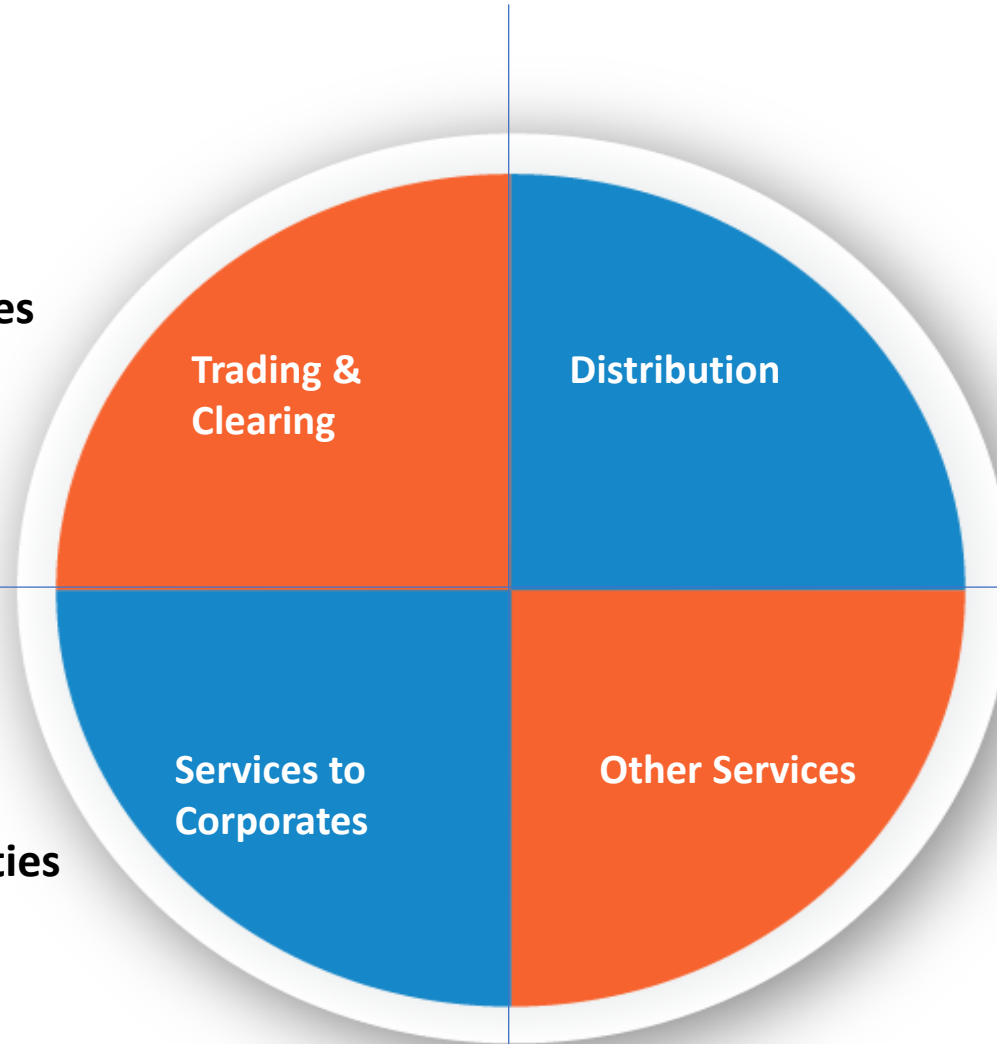 es
Trading &
Clearing
Distribution
Services to
Corporates
Other Services
ties